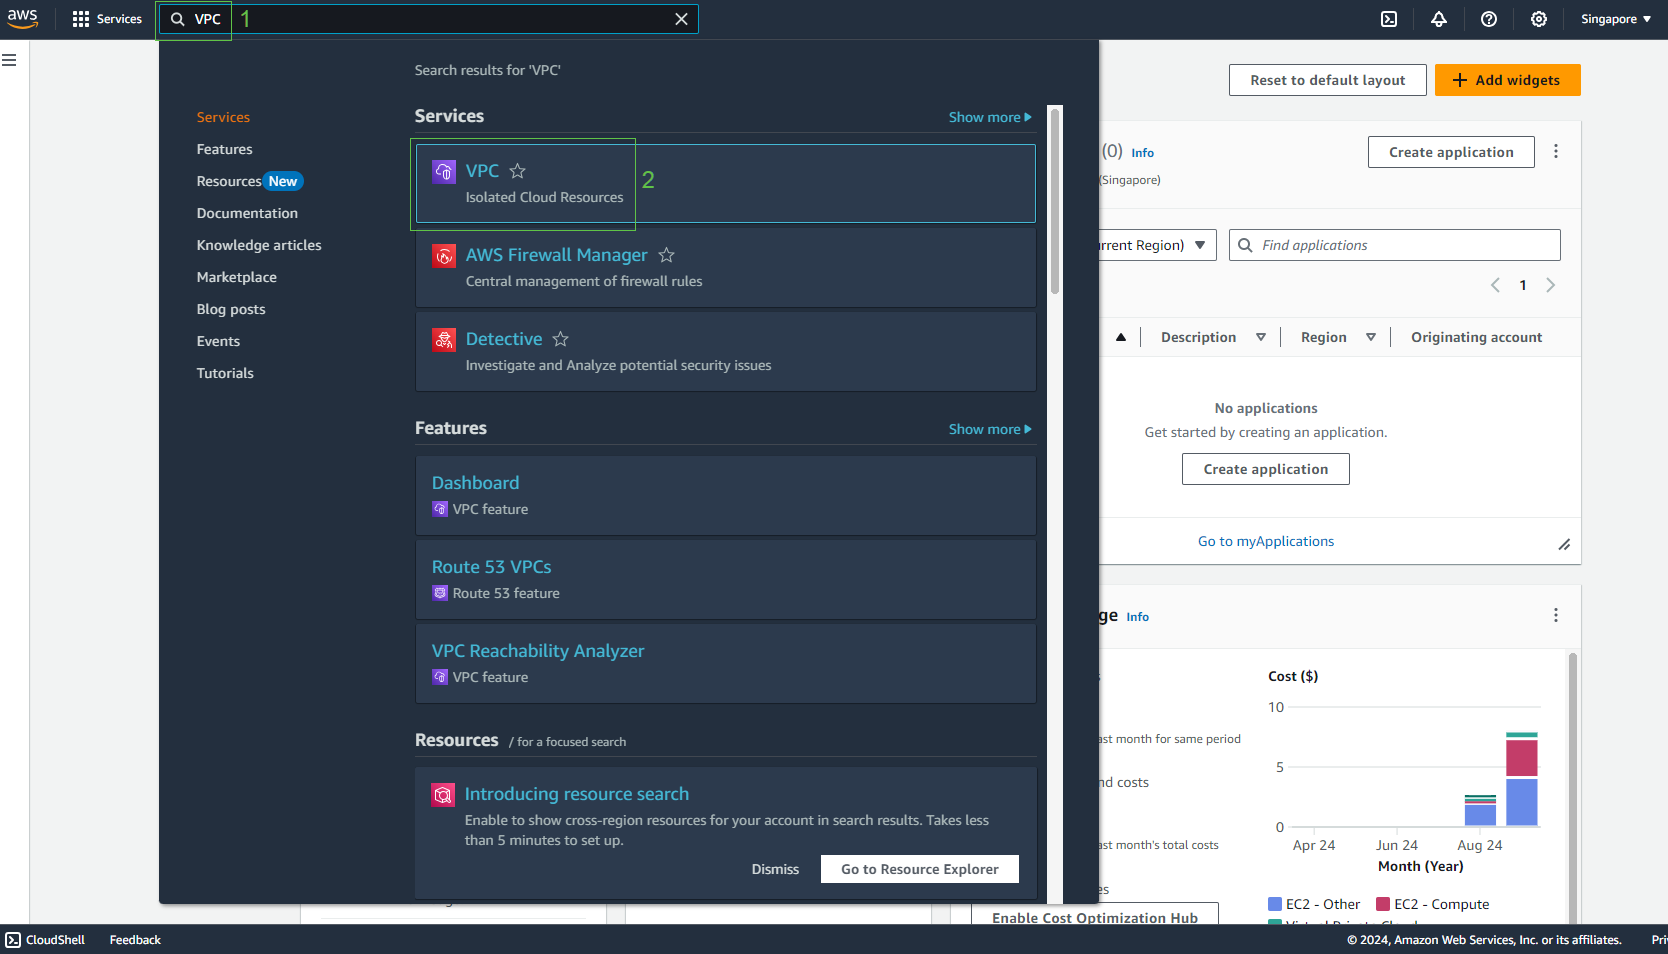 aws
Services
VPC
1
Singapore
Search results for 'VPC'
Services
Features
Resources New
Documentation
Knowledge articles
Marketplace
Blog posts
Events
Tutorials
Services
Show more
VPC
Isolated Cloud Resources
2
AWS Firewall Manager
Central management of firewall rules
Detective
Investigate and Analyze potential security issues
Features
Show more
Dashboard
VPC feature
Route 53 VPCs
Route 53 feature
VPC Reachability Analyzer
VPC feature
Resources / for a focused search
Introducing resource search
Enable to show cross-region resources for your account in search results. Takes less
than 5 minutes to set up.
Dismiss
Go to Resource Explorer
Reset to default layout
Add widgets
(0) Info
(Singapore)
Create application
Region)
Find applications
1
Description
Region
Originating account
No applications
Get started by creating an application.
Create application
Go to myApplications
ge Info
Cost ($)
10
5
0
Apr 24
Jun 24
Aug 24
Month (Year)
EC2 - Other
EC2 - Compute
ast month for same period
nd costs
ast month's total costs
es
Enable Cost Optimization Hub
CloudShell
Feedback
© 2024, Amazon Web Services, Inc. or its affiliates.
Pri